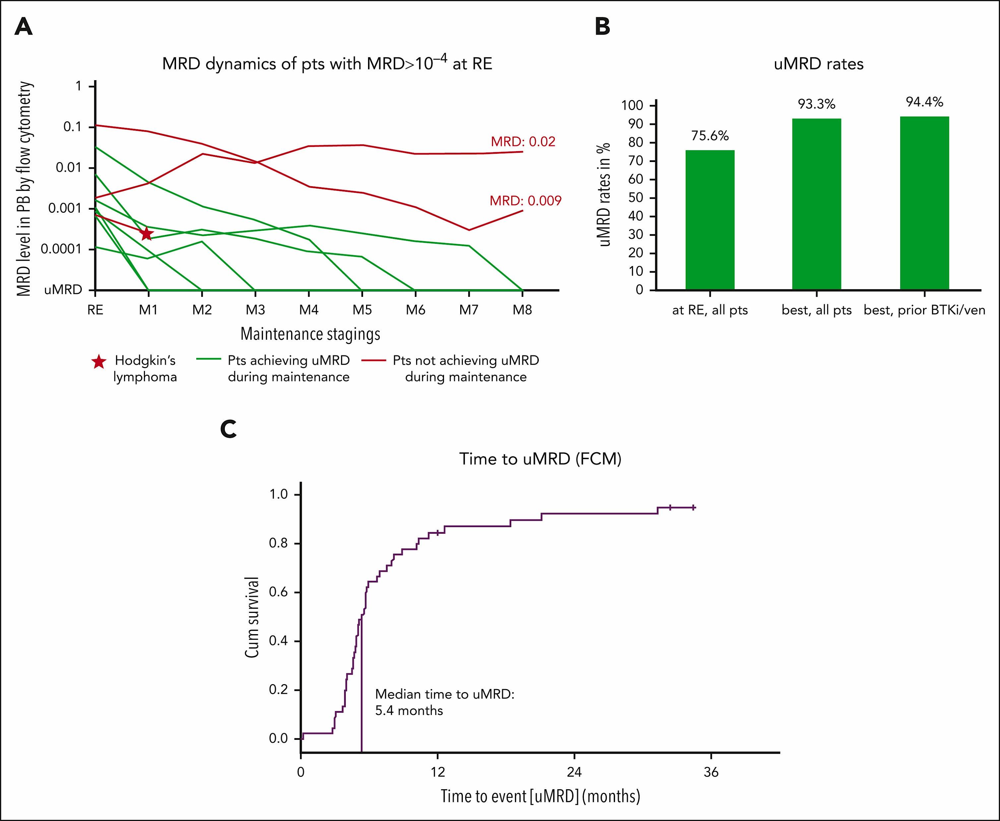 A
MRD dynamics of pts with MRD>10⁻⁴ at RE
MRD level in PB by flow cytometry
1
0.1
0.01
0.001
0.0001
uMRD
MRD: 0.02
MRD: 0.009
RE M1 M2 M3 M4 M5 M6 M7 M8
Maintenance stagings
Hodgkin's
lymphoma
Pts achieving uMRD
during maintenance
Pts not achieving uMRD
during maintenance
B
uMRD rates
uMRD rates in %
100
90
80
70
60
50
40
30
20
10
0
75.6%
93.3%
94.4%
at RE, all pts
best, all pts
best, prior BTKi/ven
C
Time to uMRD (FCM)
Cum survival
1.0
0.8
0.6
0.4
0.2
0.0
Median time to uMRD:
5.4 months
0 12 24 36
Time to event [uMRD] (months)